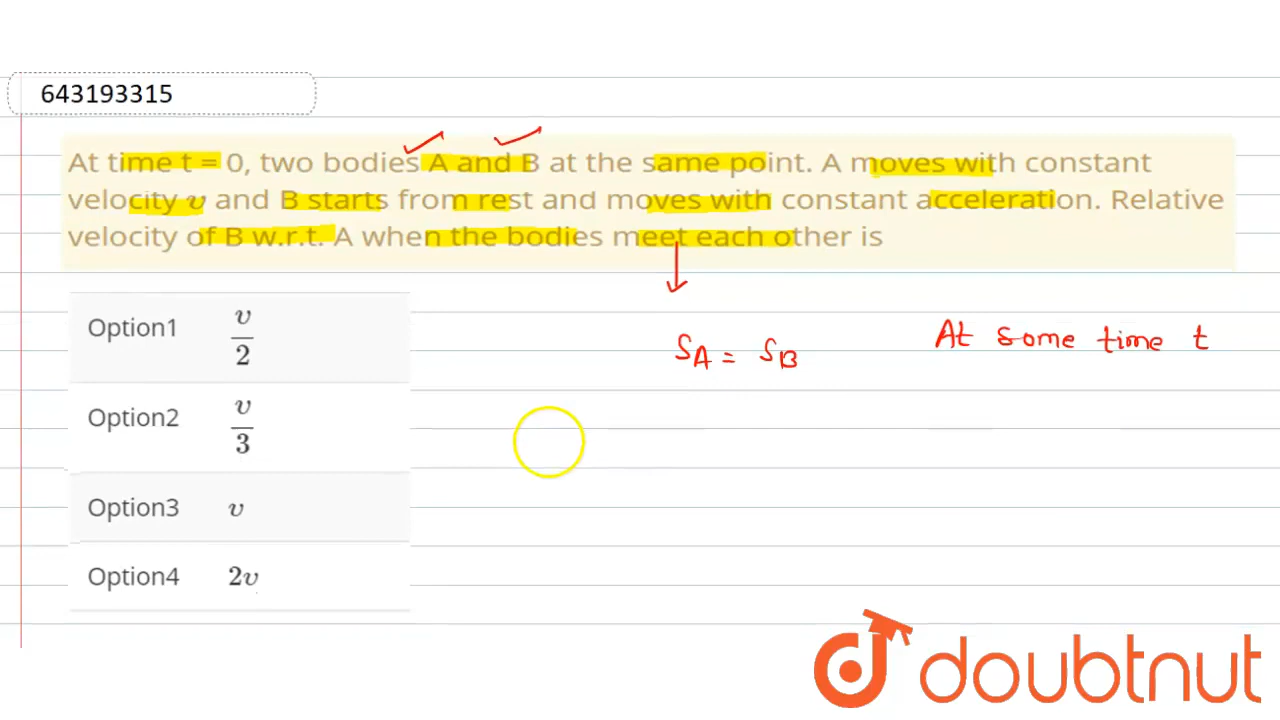 643193315
At time t = 0, two bodies A and B at the same point. A moves with constant
velocity v and B starts from rest and moves with constant acceleration. Relative
velocity of B w.r.t. A when the bodies meet each other is
Option1 v/2
S_A = S_B At some time t
Option2 v/3
Option3 v
Option4 2v
doubtnut